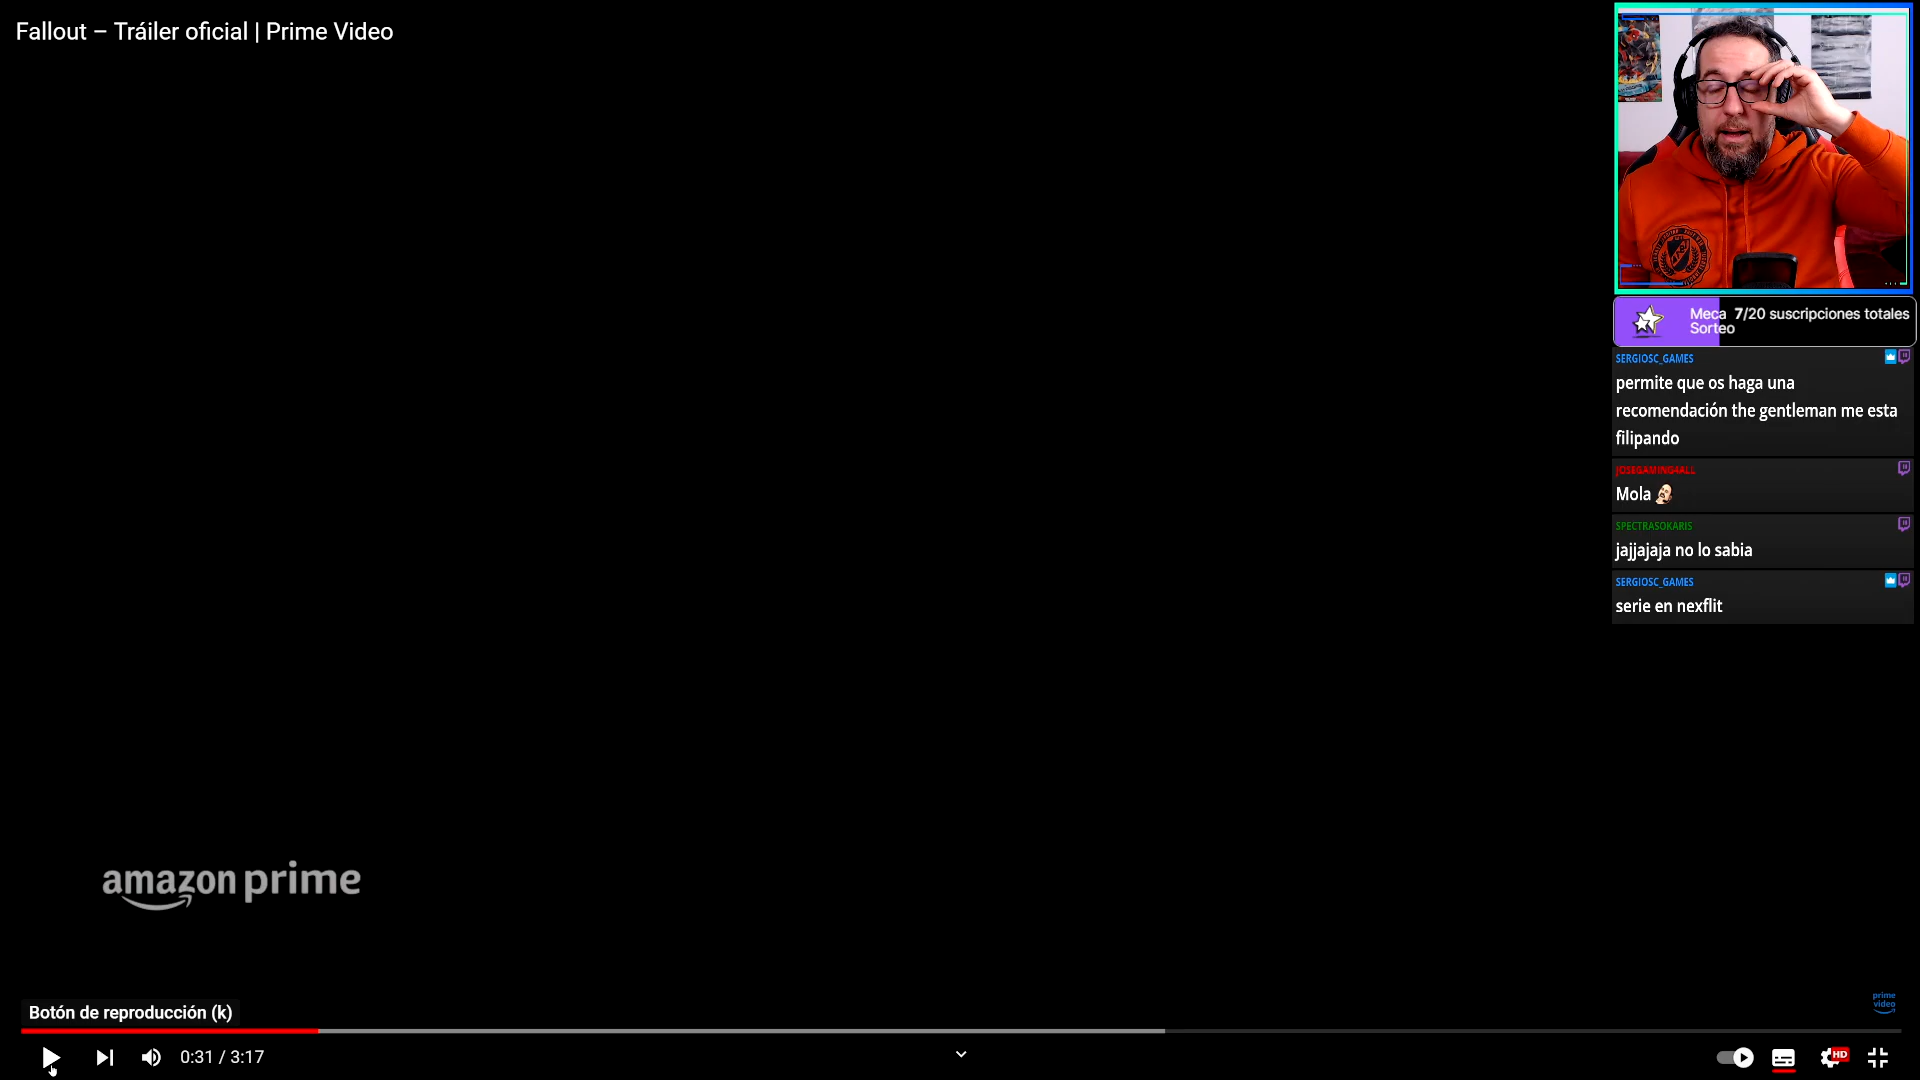 Fallout – Tráiler oficial | Prime Video
Meca 7/20 suscripciones totales
Sorteo
SERGIOSC_GAMES
permite que os haga una
recomendación the gentleman me esta
filipando
JOSEGAMING4ALL
Mola
SPECTRASOKARIS
jajjajaja no lo sabia
SERGIOSC_GAMES
serie en nexflit
amazon prime
prime
video
Botón de reproducción (k)
0:31 / 3:17
HD